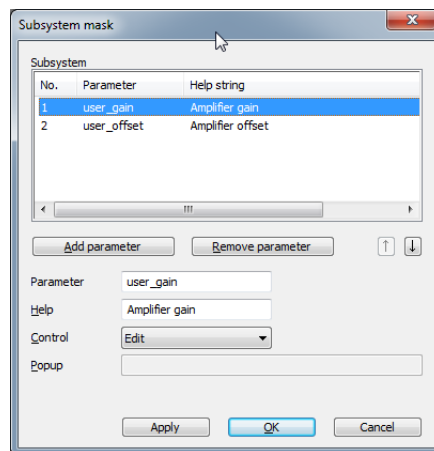 Subsystem mask
Subsystem
No. Parameter Help string
1 user_gain Amplifier gain
2 user_offset Amplifier offset
Add parameter Remove parameter
Parameter user_gain
Help Amplifier gain
Control Edit
Popup
Apply OK Cancel